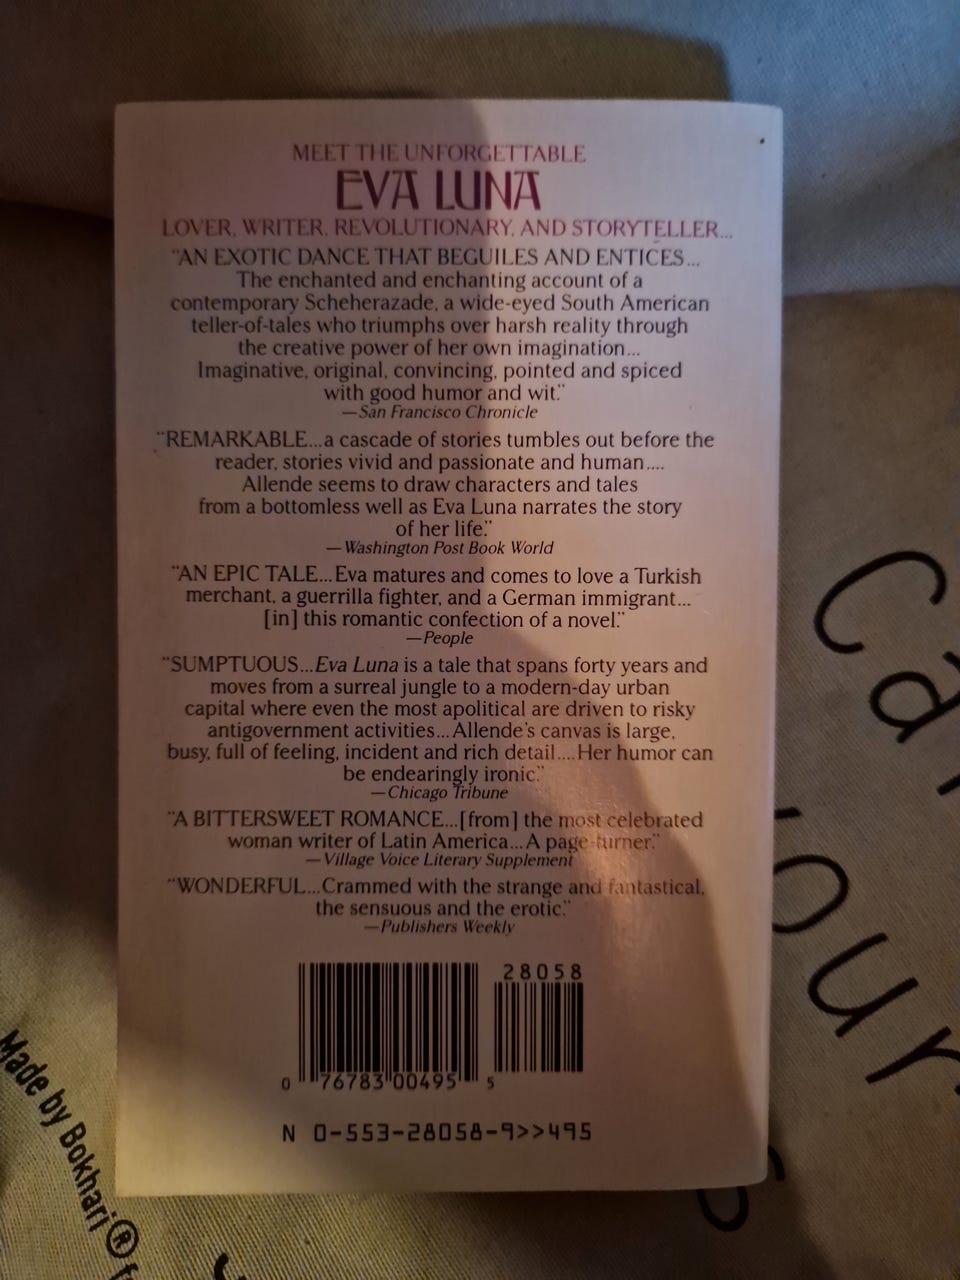 MEET THE UNFORGETTABLE
EVA LUNA
LOVER, WRITER, REVOLUTIONARY, AND STORYTELLER...
"AN EXOTIC DANCE THAT BEGUILES AND ENTICES...
The enchanted and enchanting account of a
contemporary Scheherazade, a wide-eyed South American
teller-of-tales who triumphs over harsh reality through
the creative power of her own imagination...
Imaginative, original, convincing, pointed and spiced
with good humor and wit."
—San Francisco Chronicle
"REMARKABLE...a cascade of stories tumbles out before the
reader, stories vivid and passionate and human....
Allende seems to draw characters and tales
from a bottomless well as Eva Luna narrates the story
of her life."
—Washington Post Book World
"AN EPIC TALE...Eva matures and comes to love a Turkish
merchant, a guerrilla fighter, and a German immigrant...
[in] this romantic confection of a novel."
—People
"SUMPTUOUS...Eva Luna is a tale that spans forty years and
moves from a surreal jungle to a modern-day urban
capital where even the most apolitical are driven to risky
antigovernment activities...Allende's canvas is large,
busy, full of feeling, incident and rich detail....Her humor can
be endearingly ironic."
—Chicago Tribune
"A BITTERSWEET ROMANCE...[from] the most celebrated
woman writer of Latin America...A page-turner."
—Village Voice Literary Supplement
"WONDERFUL...Crammed with the strange and fantastical,
the sensuous and the erotic."
—Publishers Weekly
28058
0 76783 00495 5
N 0-553-28058-9>>495
Made by Bokhari®